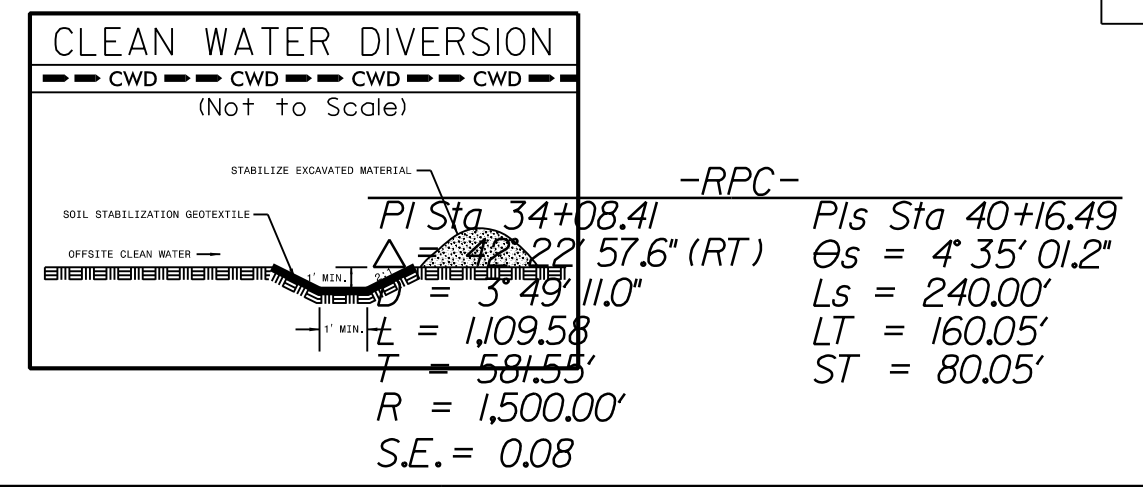 CLEAN WATER DIVERSION
CWD CWD CWD CWD
(Not to Scale)
STABILIZE EXCAVATED MATERIAL
SOIL STABILIZATION GEOTEXTILE
OFFSITE CLEAN WATER
1' MIN.
1' MIN.
-RPC-
PI Sta 34+08.41
△ = 42° 22' 57.6" (RT)
D = 3° 49' 11.0"
L = 1,109.58
T = 581.55'
R = 1,500.00'
S.E. = 0.08
PIs Sta 40+16.49
Θs = 4° 35' 01.2"
Ls = 240.00'
LT = 160.05'
ST = 80.05'